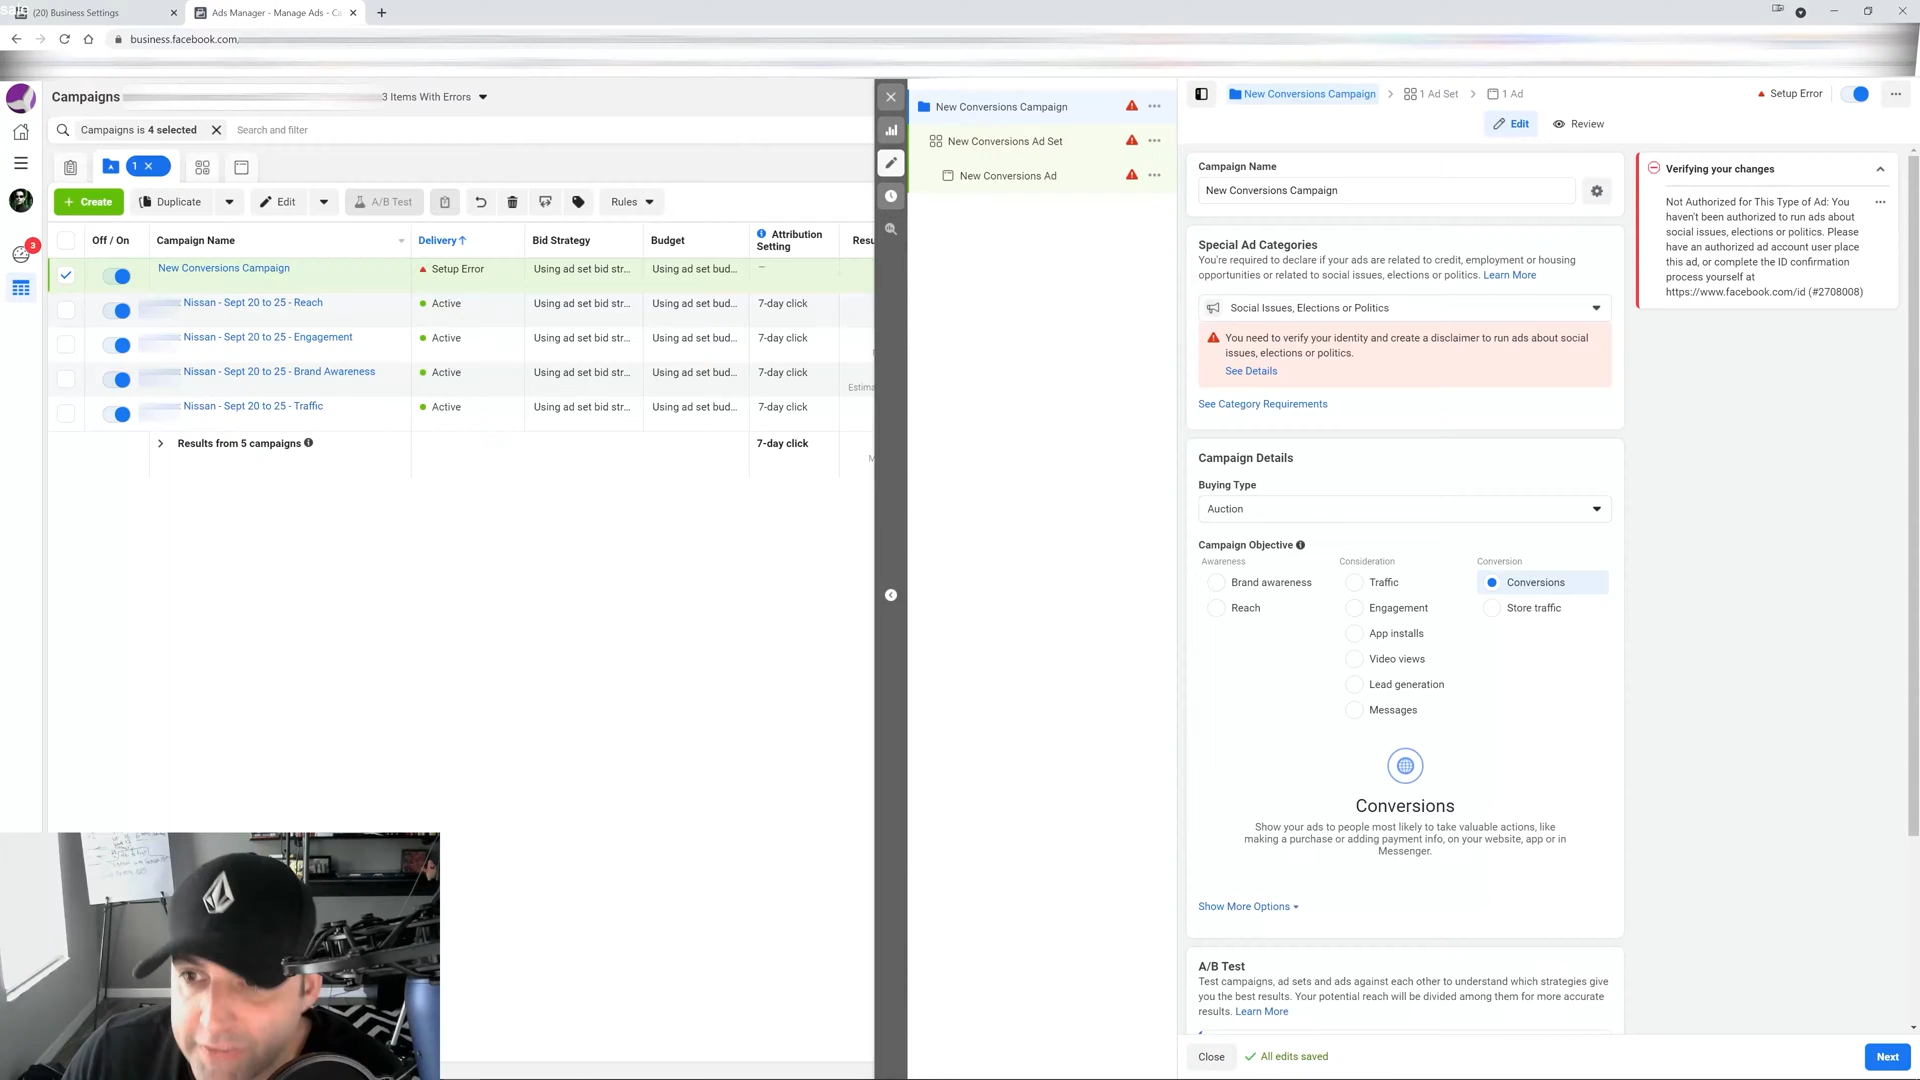 (20) Business Settings
Ads Manager - Manage Ads - C
business.facebook.com
Campaigns
3 Items With Errors
Campaigns is 4 selected
Search and filter
1
Create
Duplicate
Edit
A/B Test
Rules
Off / On
Campaign Name
Delivery↑
Bid Strategy
Budget
Attribution
Setting
Resu
3
New Conversions Campaign
Setup Error
Using ad set bid str...
Using ad set bud...
–
Nissan - Sept 20 to 25 - Reach
Active
Using ad set bid str...
Using ad set bud...
7-day click
Nissan - Sept 20 to 25 - Engagement
Active
Using ad set bid str...
Using ad set bud...
7-day click
Nissan - Sept 20 to 25 - Brand Awareness
Active
Using ad set bid str...
Using ad set bud...
7-day click
Estima
Nissan - Sept 20 to 25 - Traffic
Active
Using ad set bid str...
Using ad set bud...
7-day click
Results from 5 campaigns
7-day click
M
New Conversions Campaign
New Conversions Ad Set
New Conversions Ad
New Conversions Campaign
1 Ad Set
1 Ad
Setup Error
Edit
Review
Campaign Name
New Conversions Campaign
Special Ad Categories
You're required to declare if your ads are related to credit, employment or housing
opportunities or related to social issues, elections or politics. Learn More
Social Issues, Elections or Politics
You need to verify your identity and create a disclaimer to run ads about social
issues, elections or politics.
See Details
See Category Requirements
Campaign Details
Buying Type
Auction
Campaign Objective
Awareness
Consideration
Conversion
Brand awareness
Traffic
Conversions
Reach
Engagement
Store traffic
App installs
Video views
Lead generation
Messages
Conversions
Show your ads to people most likely to take valuable actions, like
making a purchase or adding payment info, on your website, app or in
Messenger.
Show More Options
A/B Test
Test campaigns, ad sets and ads against each other to understand which strategies give
you the best results. Your potential reach will be divided among them for more accurate
results. Learn More
Close
All edits saved
Next
Verifying your changes
Not Authorized for This Type of Ad: You
haven't been authorized to run ads about
social issues, elections or politics. Please
have an authorized ad account user place
this ad, or complete the ID confirmation
process yourself at
https://www.facebook.com/id (#2708008)